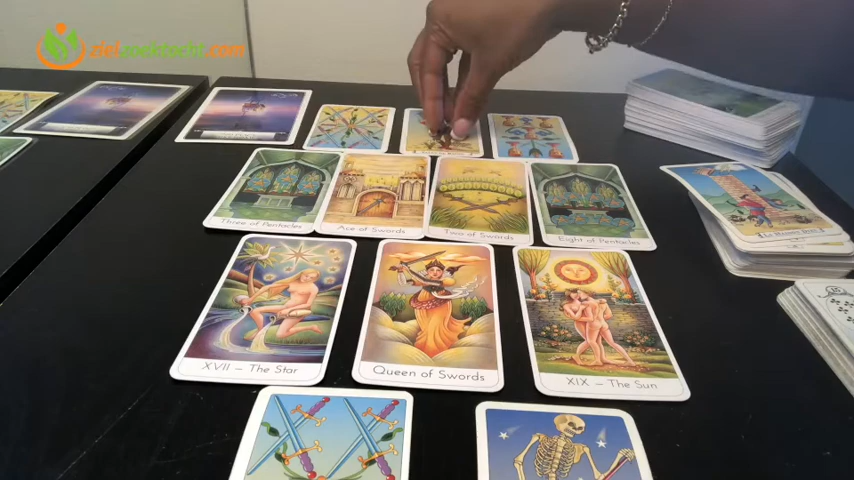 zielzoektocht.com
Three of Pentacles
Ace of Swords
Two of Swords
Eight of Pentacles
XVII – The Star
Queen of Swords
XIX – The Sun